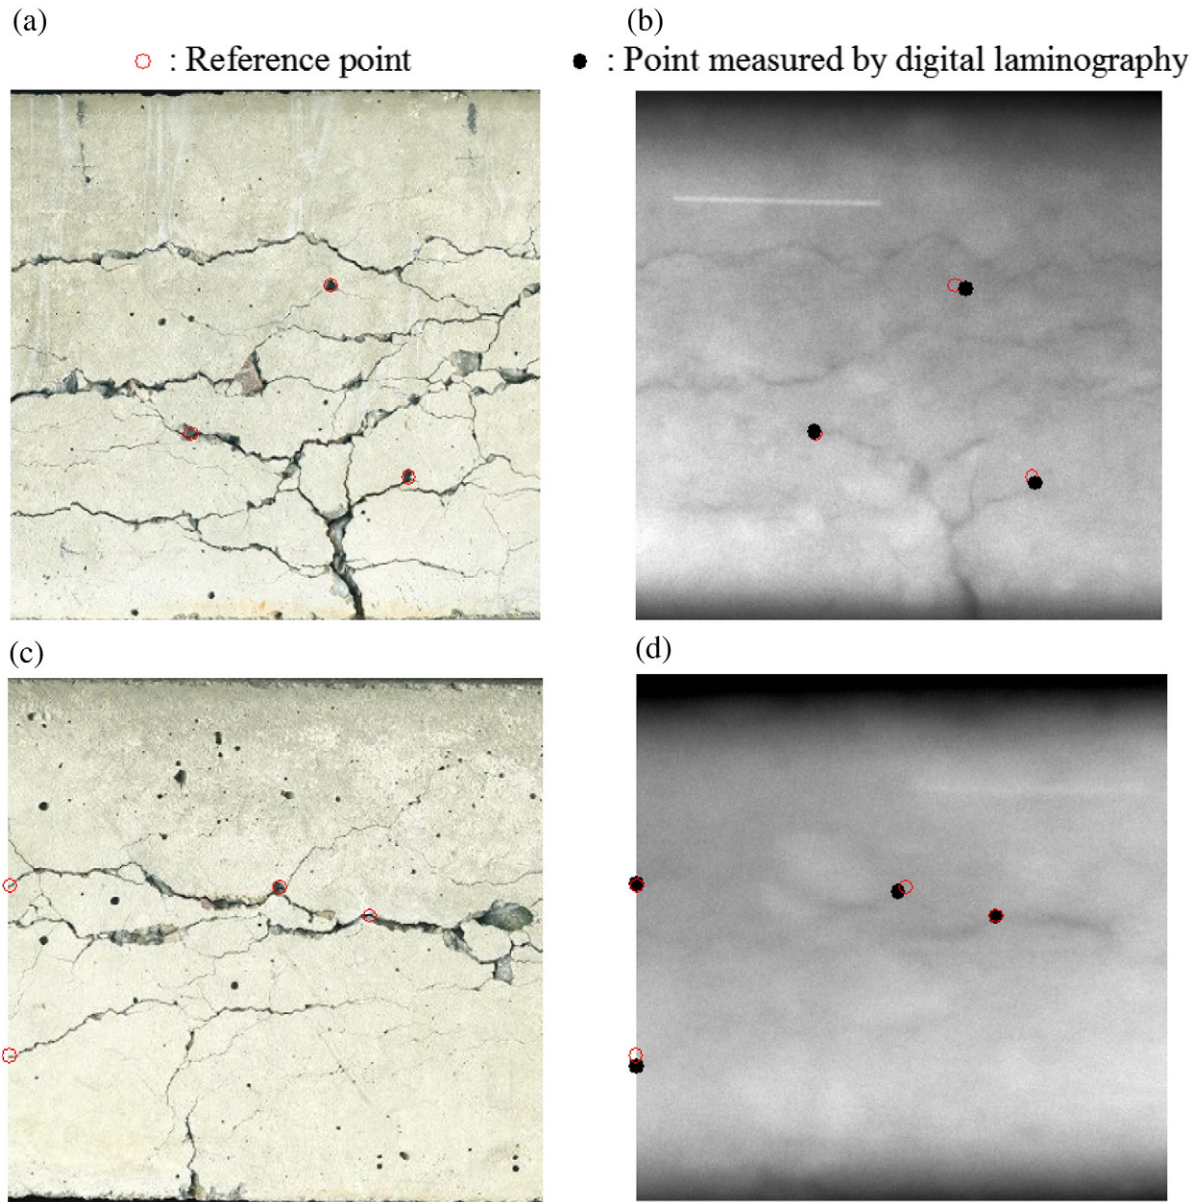 (a)
(b)
: Reference point
: Point measured by digital laminography
(c)
(d)